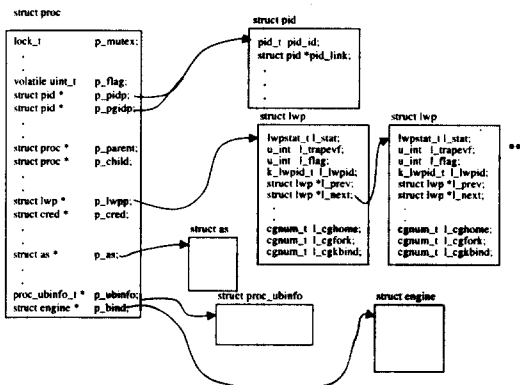 struct proc
lock_t p_mutex;
.
.
volatile uint_t p_flag;
struct pid * p_pidp;
struct pid * p_pgidp;
.
.
.
struct proc * p_parent;
struct proc * p_child;
.
.
.
struct lwp * p_lwpp;
struct cred * p_cred;
.
.
.
struct as * p_as;
.
.
.
proc_ubinfo_t * p_ubinfo;
struct engine * p_bind;
struct pid
pid_t pid_id;
struct pid *pid_link;
.
.
.
struct lwp
lwpstat_t l_stat;
u_int l_trapevf;
u_int l_flag;
k_lwpid_t l_lwpid;
struct lwp *l_prev;
struct lwp *l_next;
.
.
cgnum_t l_cghome;
cgnum_t l_cgfork;
cgnum_t l_cgkbind;
struct lwp
lwpstat_t l_stat;
u_int l_trapevf;
u_int l_flag;
k_lwpid_t l_lwpid;
struct lwp *l_prev;
struct lwp *l_next;
.
.
cgnum_t l_cghome;
cgnum_t l_cgfork;
cgnum_t l_cgkbind;
struct as
struct proc_ubinfo
struct engine